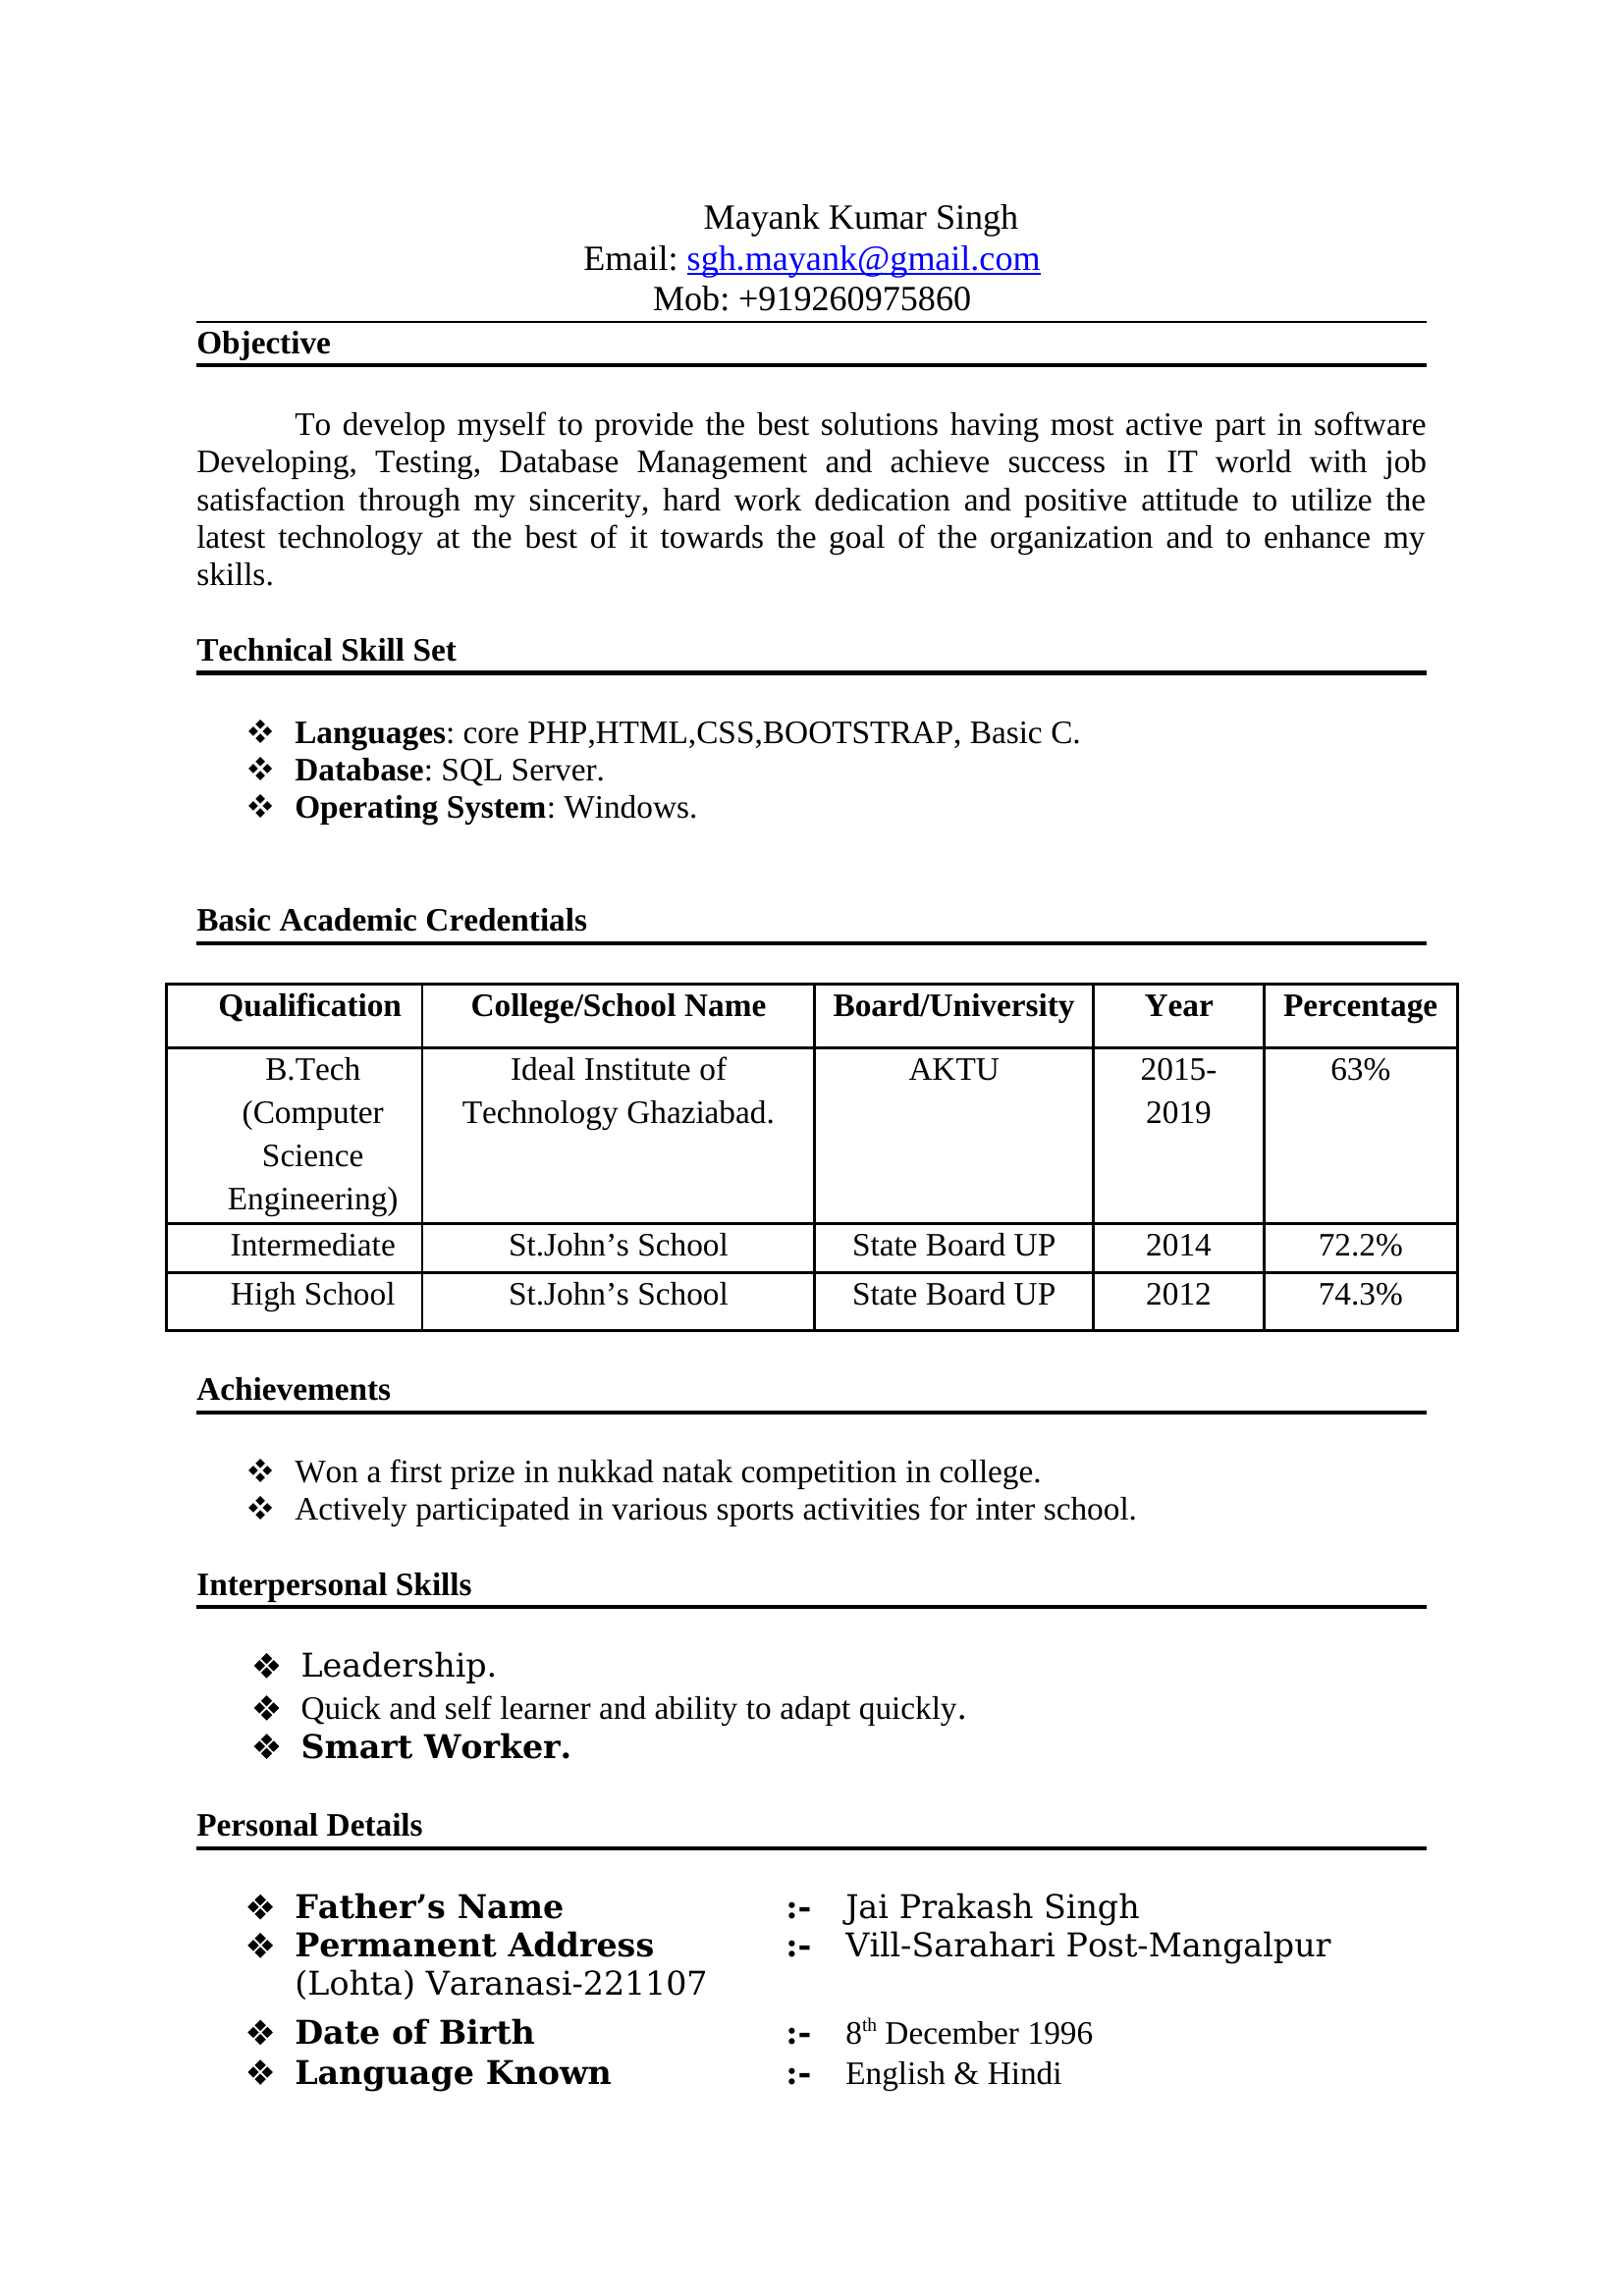 Mayank Kumar Singh
Email: sgh.mayank@gmail.com
Mob: +919260975860
Objective
To develop myself to provide the best solutions having most active part in software
Developing, Testing, Database Management and achieve success in IT world with job
satisfaction through my sincerity, hard work dedication and positive attitude to utilize the
latest technology at the best of it towards the goal of the organization and to enhance my
skills.
Technical Skill Set
❖ Languages: core PHP,HTML,CSS,BOOTSTRAP, Basic C.
❖ Database: SQL Server.
❖ Operating System: Windows.
Basic Academic Credentials
Qualification College/School Name Board/University Year Percentage
B.Tech Ideal Institute of AKTU 2015- 63%
(Computer Technology Ghaziabad. 2019
Science
Engineering)
Intermediate St.John’s School State Board UP 2014 72.2%
High School St.John’s School State Board UP 2012 74.3%
Achievements
❖ Won a first prize in nukkad natak competition in college.
❖ Actively participated in various sports activities for inter school.
Interpersonal Skills
❖ Leadership.
❖ Quick and self learner and ability to adapt quickly.
❖ Smart Worker.
Personal Details
❖ Father’s Name :- Jai Prakash Singh
❖ Permanent Address :- Vill-Sarahari Post-Mangalpur
(Lohta) Varanasi-221107
❖ Date of Birth :- 8th December 1996
❖ Language Known :- English & Hindi